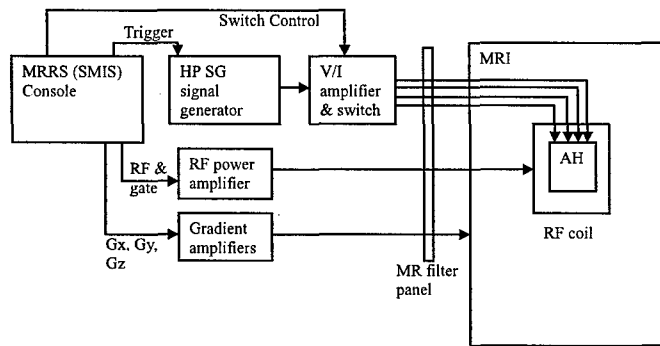 Switch Control
Trigger
MRRS (SMIS)
Console
HP SG
signal
generator
V/I
amplifier
& switch
MRI
AH
RF coil
RF &
gate
RF power
amplifier
Gx, Gy,
Gz
Gradient
amplifiers
MR filter
panel